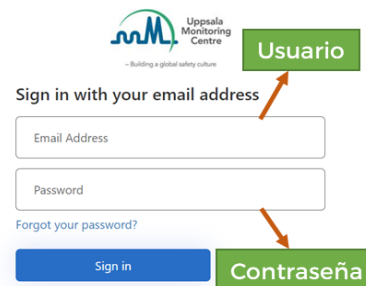 Uppsala
Monitoring
Centre
– Building a global safety culture
Usuario
Sign in with your email address
Email Address
Password
Forgot your password?
Sign in
Contraseña